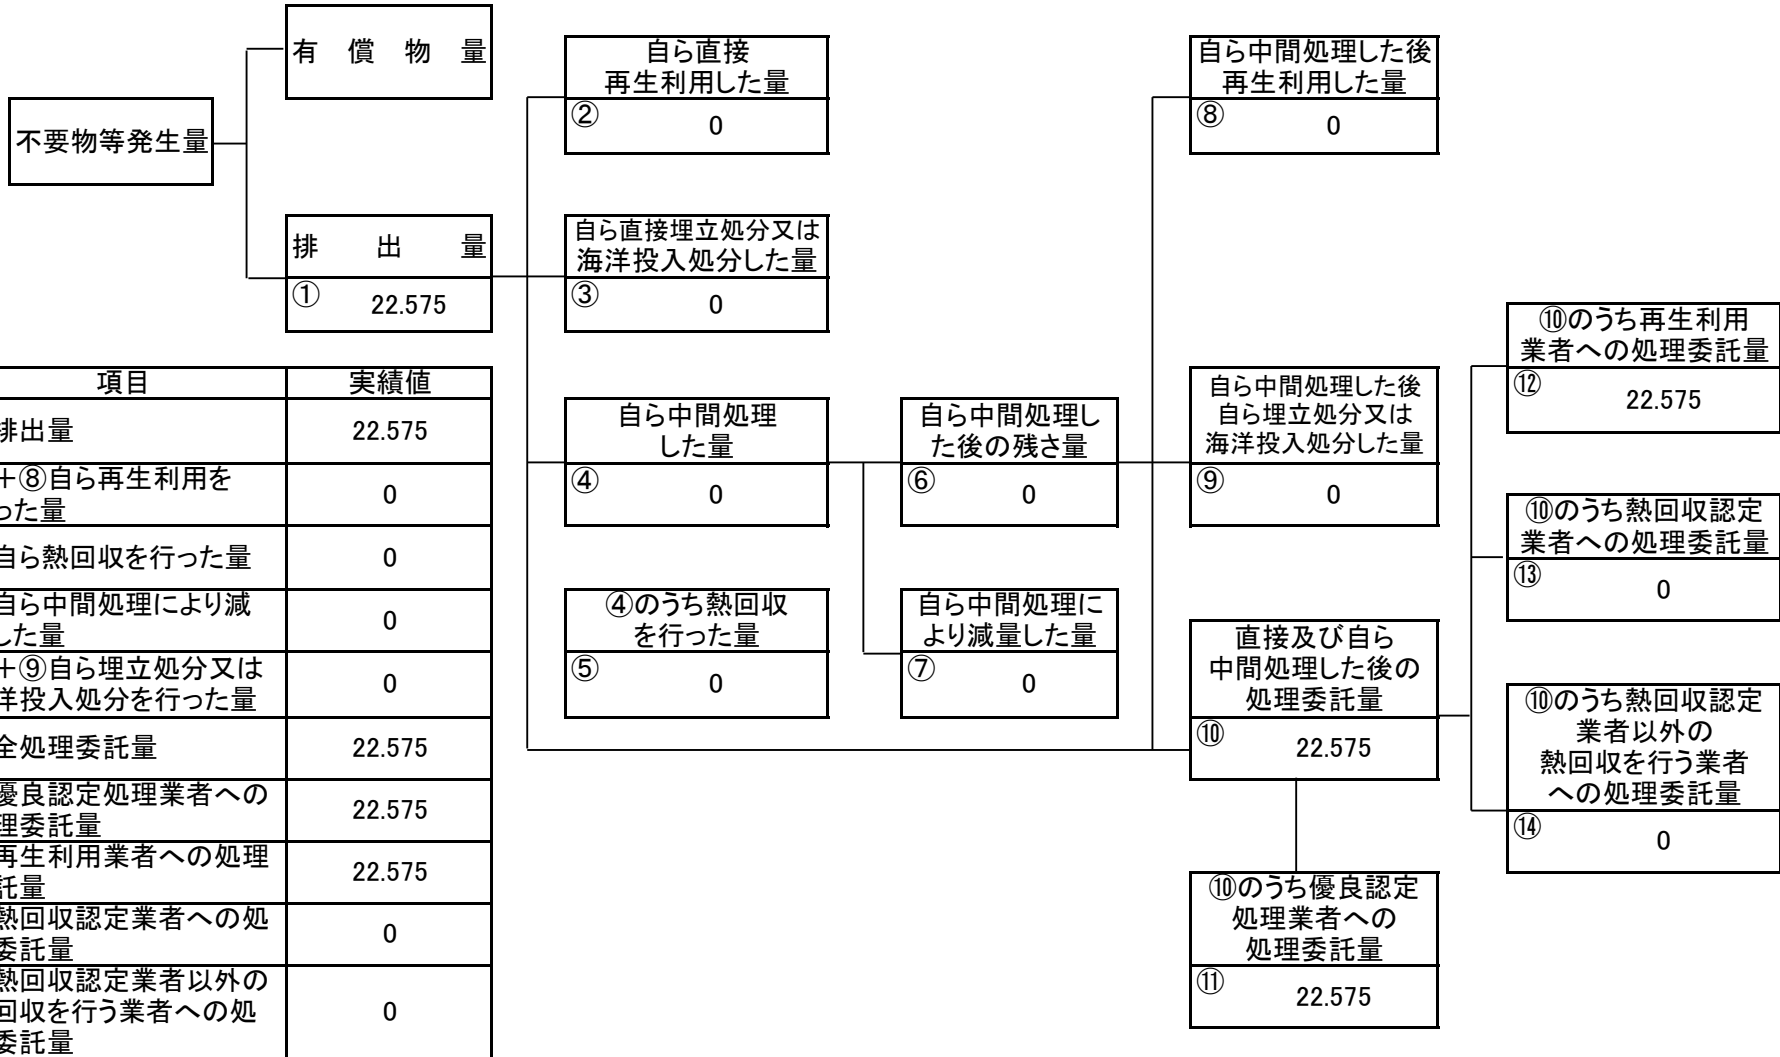 有償物量
不要物等発生量
排出量
① 22.575
自ら直接
再生利用した量
② 0
自ら直接埋立処分又は
海洋投入処分した量
③ 0
自ら中間処理
した量
④ 0
④のうち熱回収
を行った量
⑤ 0
自ら中間処理し
た後の残さ量
⑥ 0
自ら中間処理に
より減量した量
⑦ 0
自ら中間処理した後
再生利用した量
⑧ 0
自ら中間処理した後
自ら埋立処分又は
海洋投入処分した量
⑨ 0
直接及び自ら
中間処理した後の
処理委託量
⑩ 22.575
⑩のうち優良認定
処理業者への
処理委託量
⑪ 22.575
⑩のうち再生利用
業者への処理委託量
⑫ 22.575
⑩のうち熱回収認定
業者への処理委託量
⑬ 0
⑩のうち熱回収認定
業者以外の
熱回収を行う業者
への処理委託量
⑭ 0
項目 実績値
排出量 22.575
+⑧自ら再生利用を
った量 0
自ら熱回収を行った量 0
自ら中間処理により減
した量 0
+⑨自ら埋立処分又は
洋投入処分を行った量 0
全処理委託量 22.575
優良認定処理業者への
理委託量 22.575
再生利用業者への処理
託量 22.575
熱回収認定業者への処
委託量 0
熱回収認定業者以外の
回収を行う業者への処
委託量 0